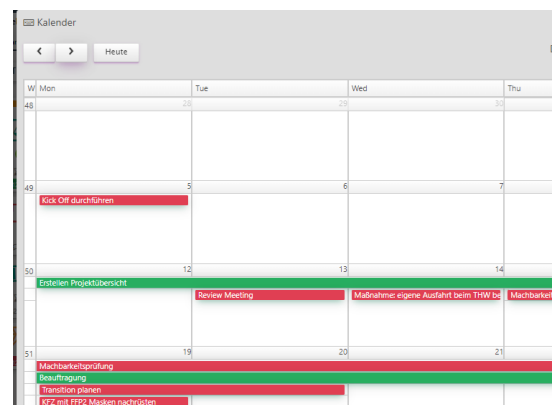 Kalender
Heute
W Mon Tue Wed Thu
48 28 29 30
49 5 6 7
Kick Off durchführen
50 12 13 14
Erstellen Projektübersicht
Review Meeting Maßnahme: eigene Ausfahrt beim THW be Machbarkeit
51 19 20 21
Machbarkeitsprüfung
Beauftragung
Transition planen
KFZ mit FFP2 Masken nachrüsten